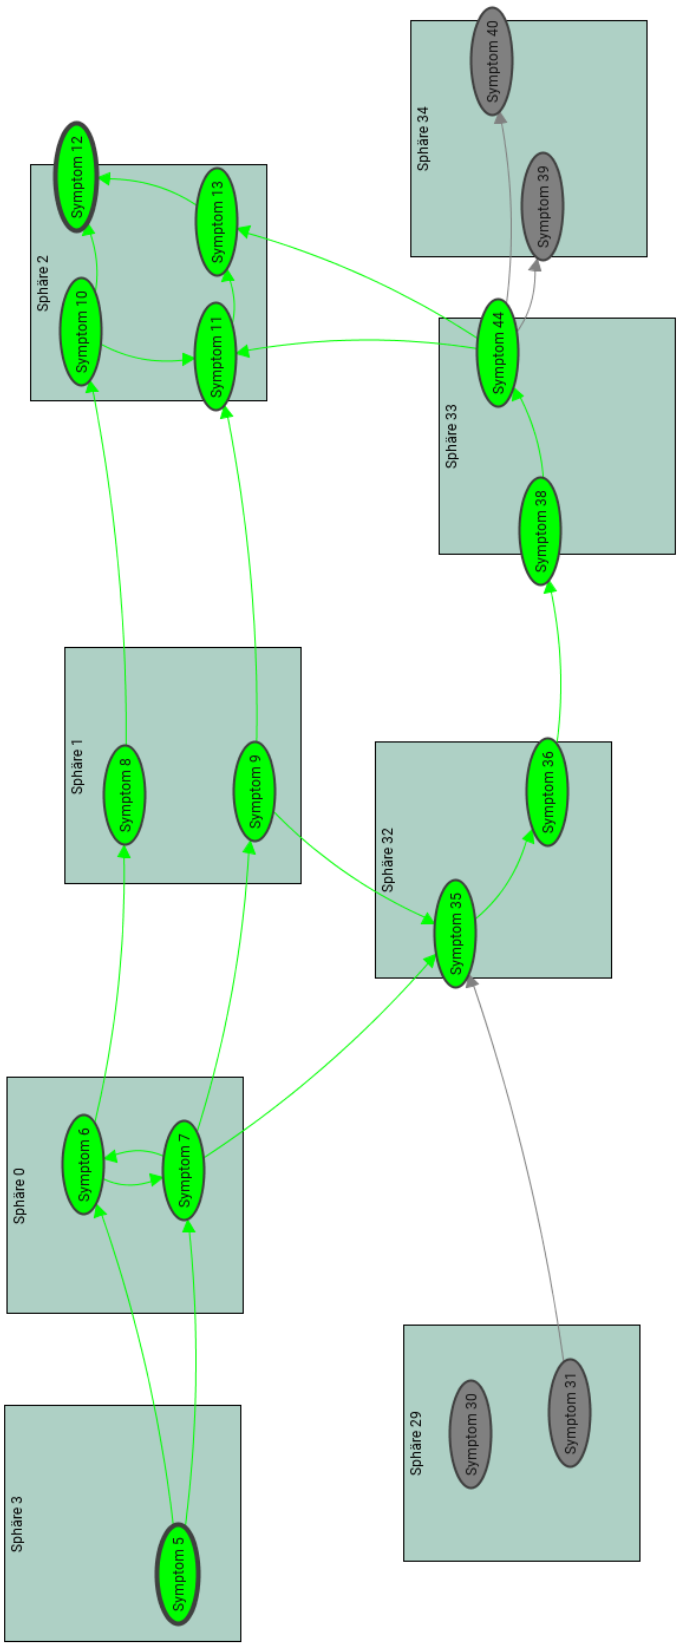 Sphäre 3
Symptom 5
Sphäre 0
Symptom 6
Symptom 7
Sphäre 1
Symptom 8
Symptom 9
Sphäre 2
Symptom 10
Symptom 12
Symptom 11
Symptom 13
Sphäre 29
Symptom 30
Symptom 31
Sphäre 32
Symptom 35
Symptom 36
Sphäre 33
Symptom 38
Symptom 44
Sphäre 34
Symptom 39
Symptom 40